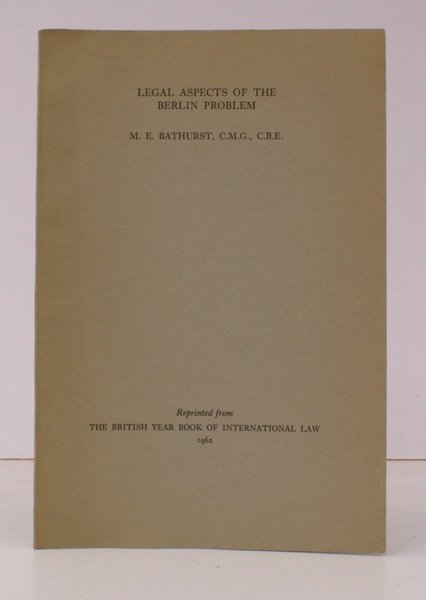 LEGAL ASPECTS OF THE
BERLIN PROBLEM
M. E. BATHURST, C.M.G., C.B.E.
Reprinted from
THE BRITISH YEAR BOOK OF INTERNATIONAL LAW
1962